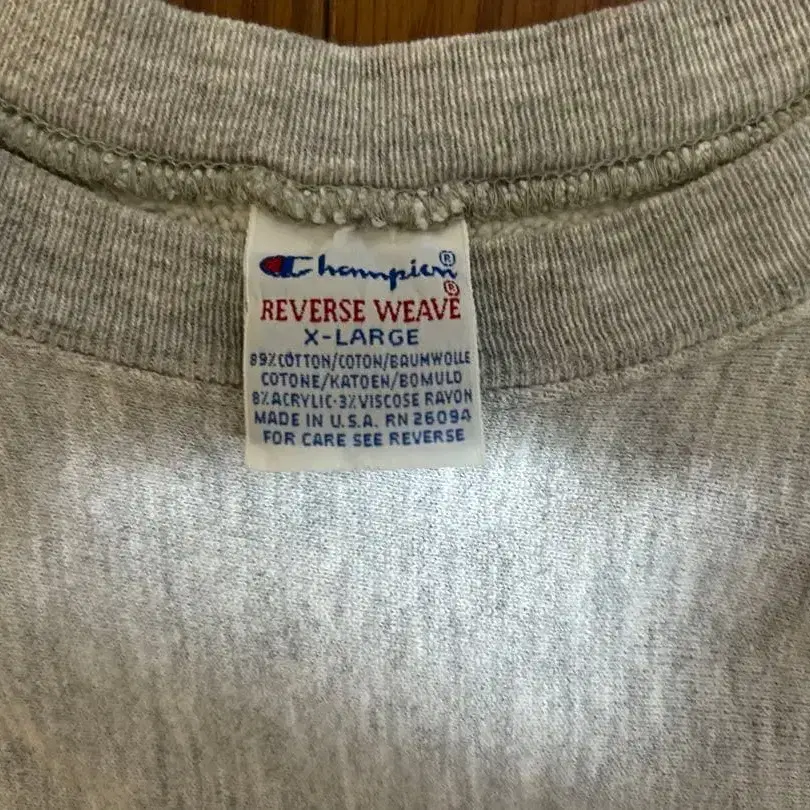 Champion®
REVERSE WEAVE®
X-LARGE
89%COTTON/COTON/BAUMWOLLE
COTONE/KATOEN/BOMULD
8%ACRYLIC·3%VISCOSE RAYON
MADE IN U.S.A. RN 26094
FOR CARE SEE REVERSE